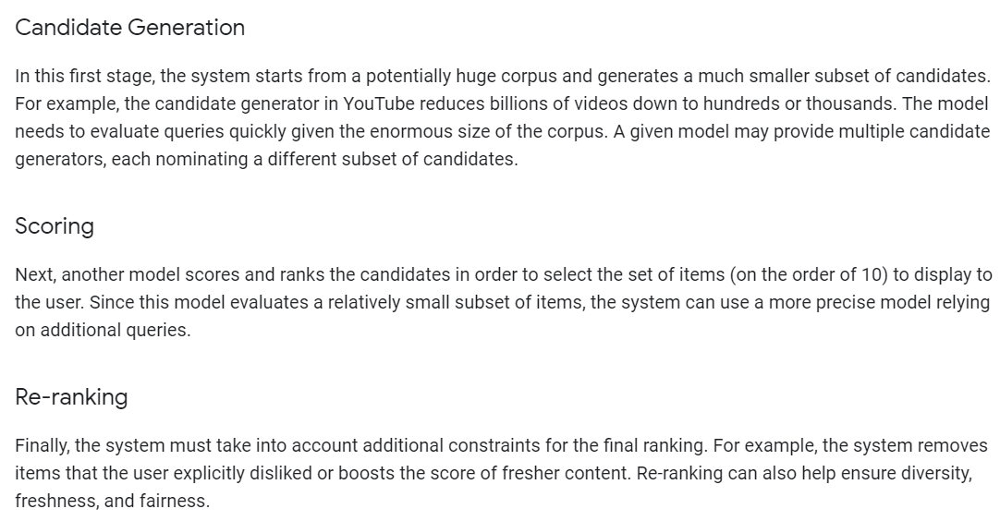 Candidate Generation
In this first stage, the system starts from a potentially huge corpus and generates a much smaller subset of candidates.
For example, the candidate generator in YouTube reduces billions of videos down to hundreds or thousands. The model
needs to evaluate queries quickly given the enormous size of the corpus. A given model may provide multiple candidate
generators, each nominating a different subset of candidates.
Scoring
Next, another model scores and ranks the candidates in order to select the set of items (on the order of 10) to display to
the user. Since this model evaluates a relatively small subset of items, the system can use a more precise model relying
on additional queries.
Re-ranking
Finally, the system must take into account additional constraints for the final ranking. For example, the system removes
items that the user explicitly disliked or boosts the score of fresher content. Re-ranking can also help ensure diversity,
freshness, and fairness.